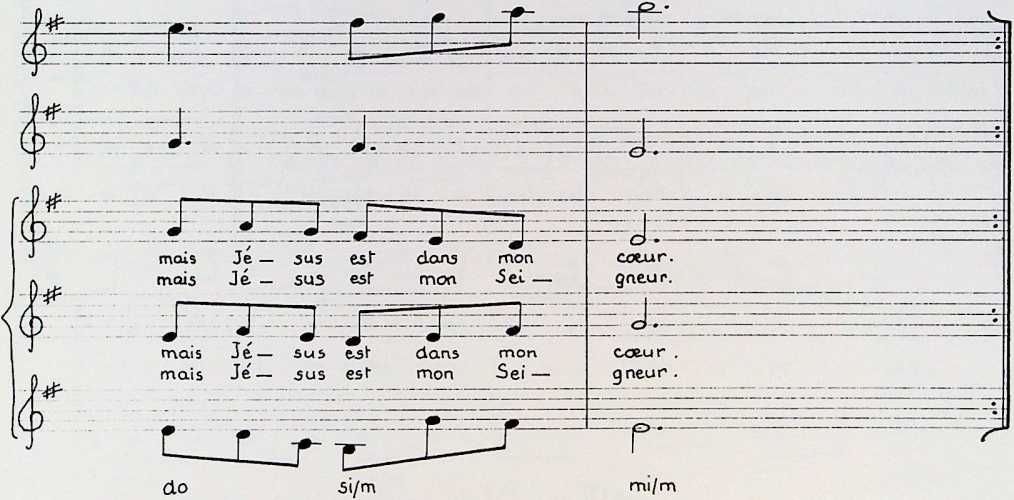 mais Jé — sus est dans mon cœur.
mais Jé — sus est mon Sei — gneur.
mais Jé — sus est dans mon cœur.
mais Jé — sus est mon Sei — gneur.
do si/m mi/m